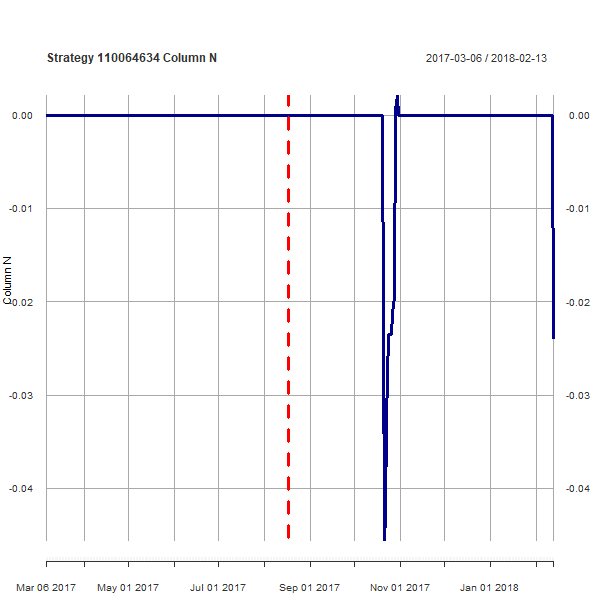 Strategy 110064634 Column N
2017-03-06 / 2018-02-13
0.00 0.00
-0.01 -0.01
Column N
-0.02 -0.02
-0.03 -0.03
-0.04 -0.04
Mar 06 2017 May 01 2017 Jul 01 2017 Sep 01 2017 Nov 01 2017 Jan 01 2018